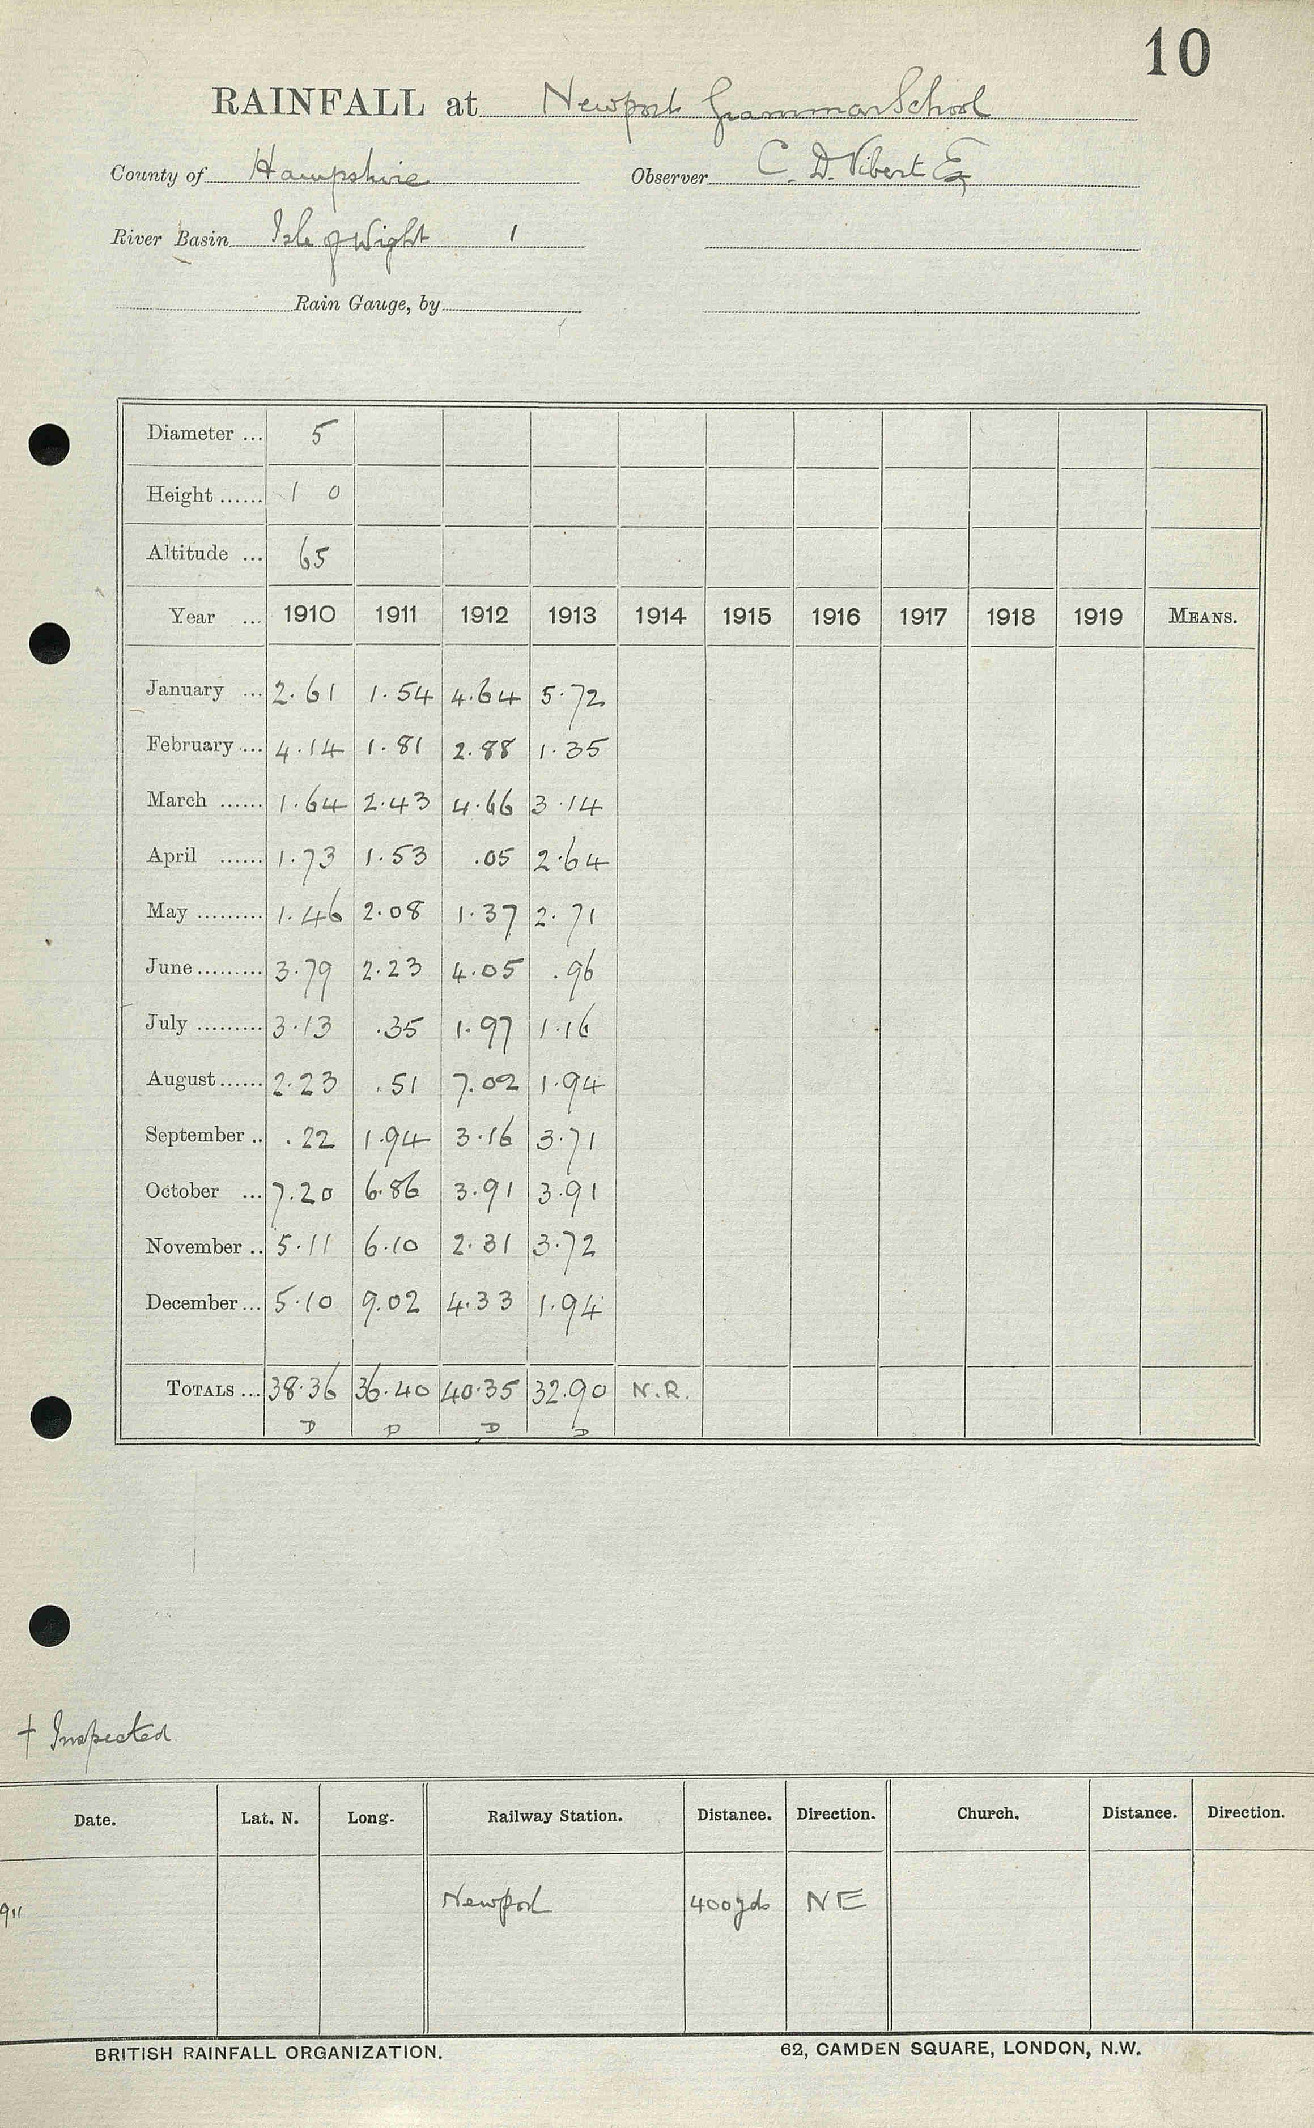 10
RAINFALL at Newport Grammar School
County of Hampshire Observer C. D. Vibert Esq
River Basin Isle of Wight 1
Rain Gauge, by
Diameter ... 5
Height ...... 1 0
Altitude ... 65
Year ... 1910 1911 1912 1913 1914 1915 1916 1917 1918 1919 MEANS.
January ... 2.61 1.54 4.64 5.72
February ... 4.14 1.81 2.88 1.35
March ...... 1.64 2.43 4.66 3.14
April ...... 1.73 1.53 .05 2.64
May ......... 1.46 2.08 1.37 2.71
June ......... 3.79 2.23 4.05 .96
July ......... 3.13 .35 1.97 1.16
August ...... 2.23 .51 7.02 1.94
September .. .22 1.94 3.16 3.71
October ... 7.20 6.86 3.91 3.91
November .. 5.11 6.10 2.31 3.72
December ... 5.10 9.02 4.33 1.94
TOTALS ... 38.36 36.40 40.35 32.90 N.R.
D D D D
† Inspected
Date. Lat. N. Long. Railway Station. Distance. Direction. Church. Distance. Direction.
911 Newport 400 yds NE
BRITISH RAINFALL ORGANIZATION. 62, CAMDEN SQUARE, LONDON, N.W.